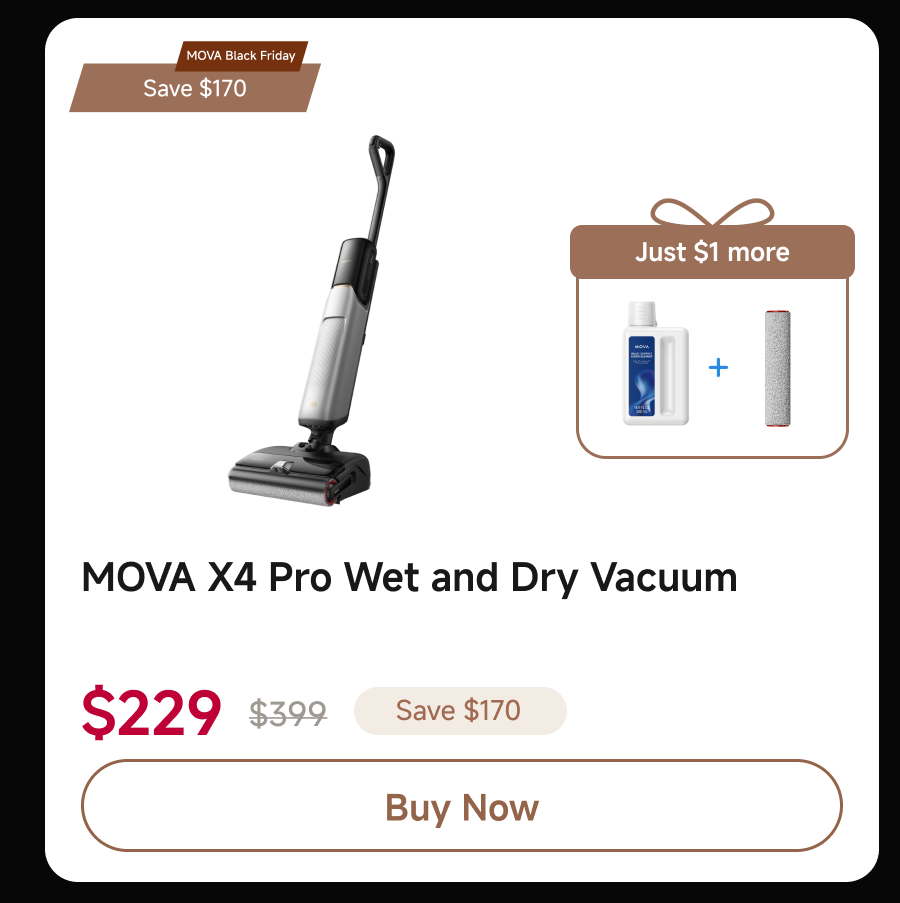 MOVA Black Friday
Save $170
Just $1 more
MOVA
+
MOVA X4 Pro Wet and Dry Vacuum
$229 $399 Save $170
Buy Now